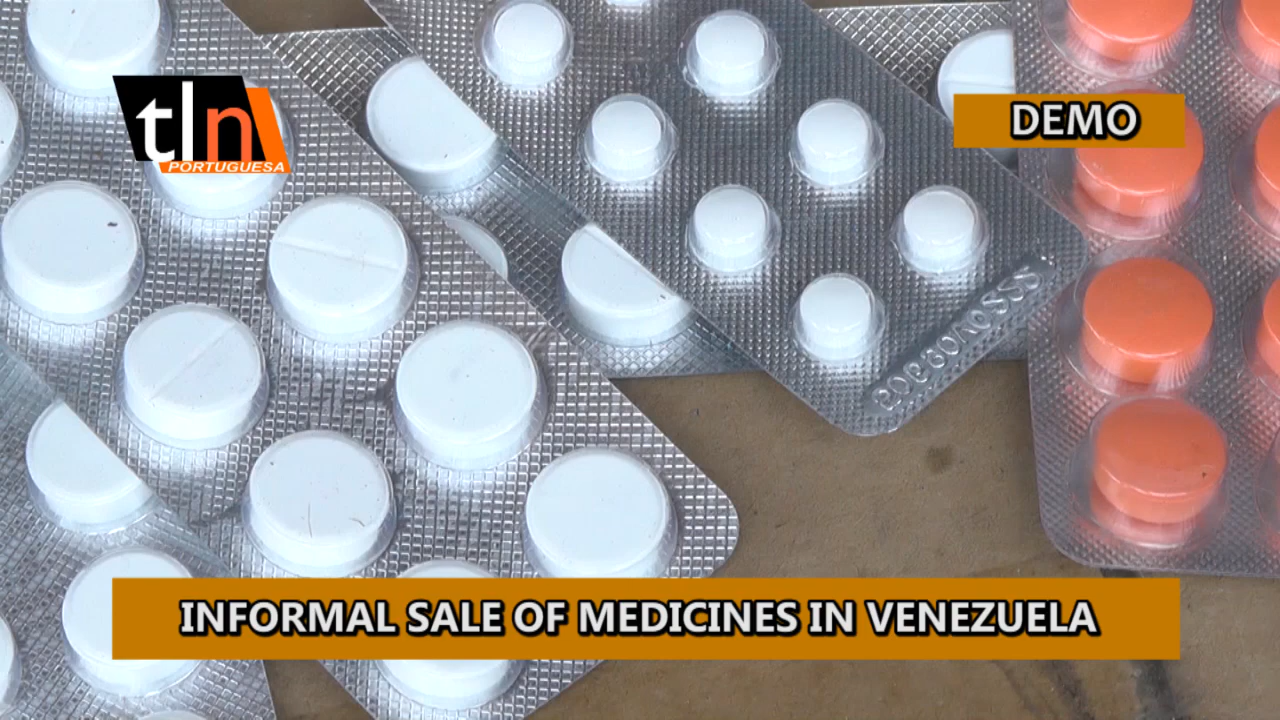 tln
PORTUGUESA
DEMO
INFORMAL SALE OF MEDICINES IN VENEZUELA